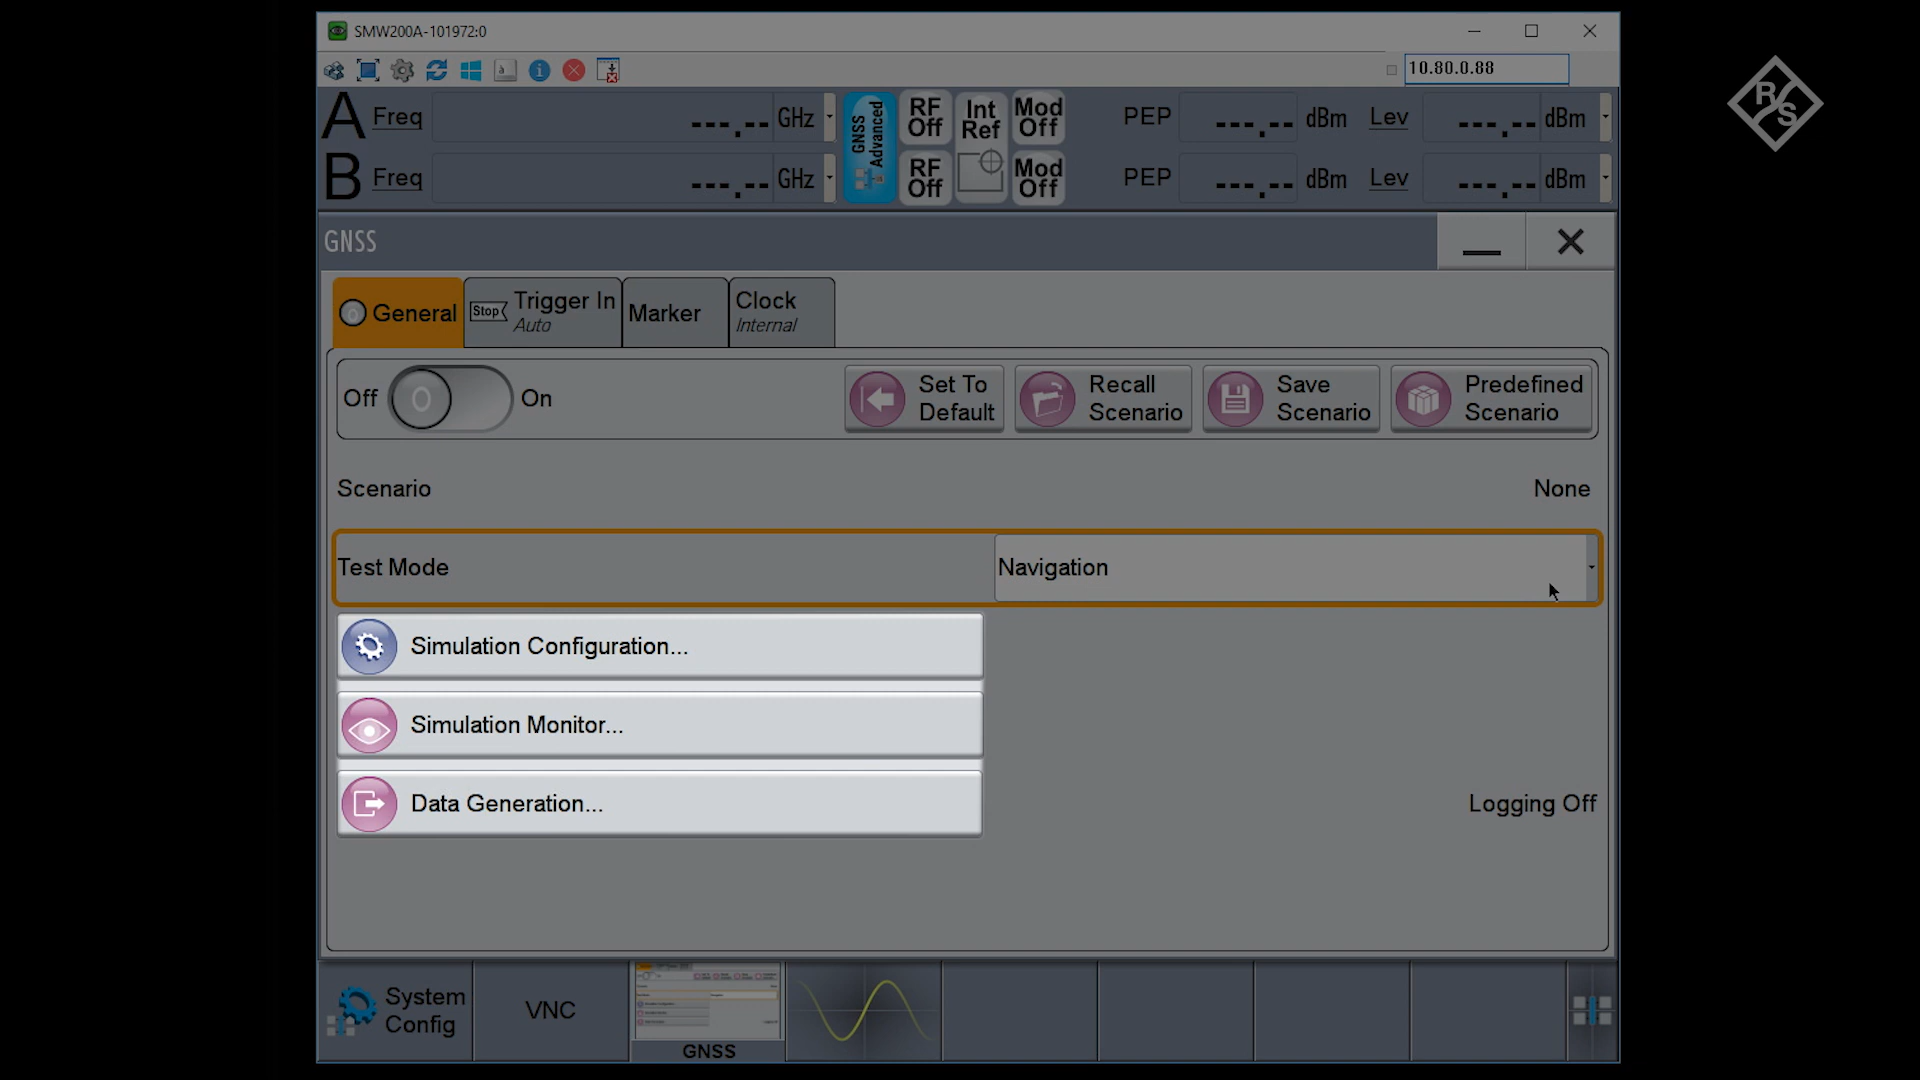 SMW200A-101972:0
10.80.0.88
A Freq ---.-- GHz
GNSS Advanced
RF Off
Int Ref
Mod Off
PEP ---.-- dBm Lev ---.-- dBm
B Freq ---.-- GHz
RF Off
Mod Off
PEP ---.-- dBm Lev ---.-- dBm
R/S
GNSS
General
Stop
Trigger In
Auto
Marker
Clock
Internal
Off 0 On
Set To
Default
Recall
Scenario
Save
Scenario
Predefined
Scenario
Scenario None
Test Mode Navigation
Simulation Configuration...
Simulation Monitor...
Data Generation... Logging Off
System
Config
VNC
GNSS